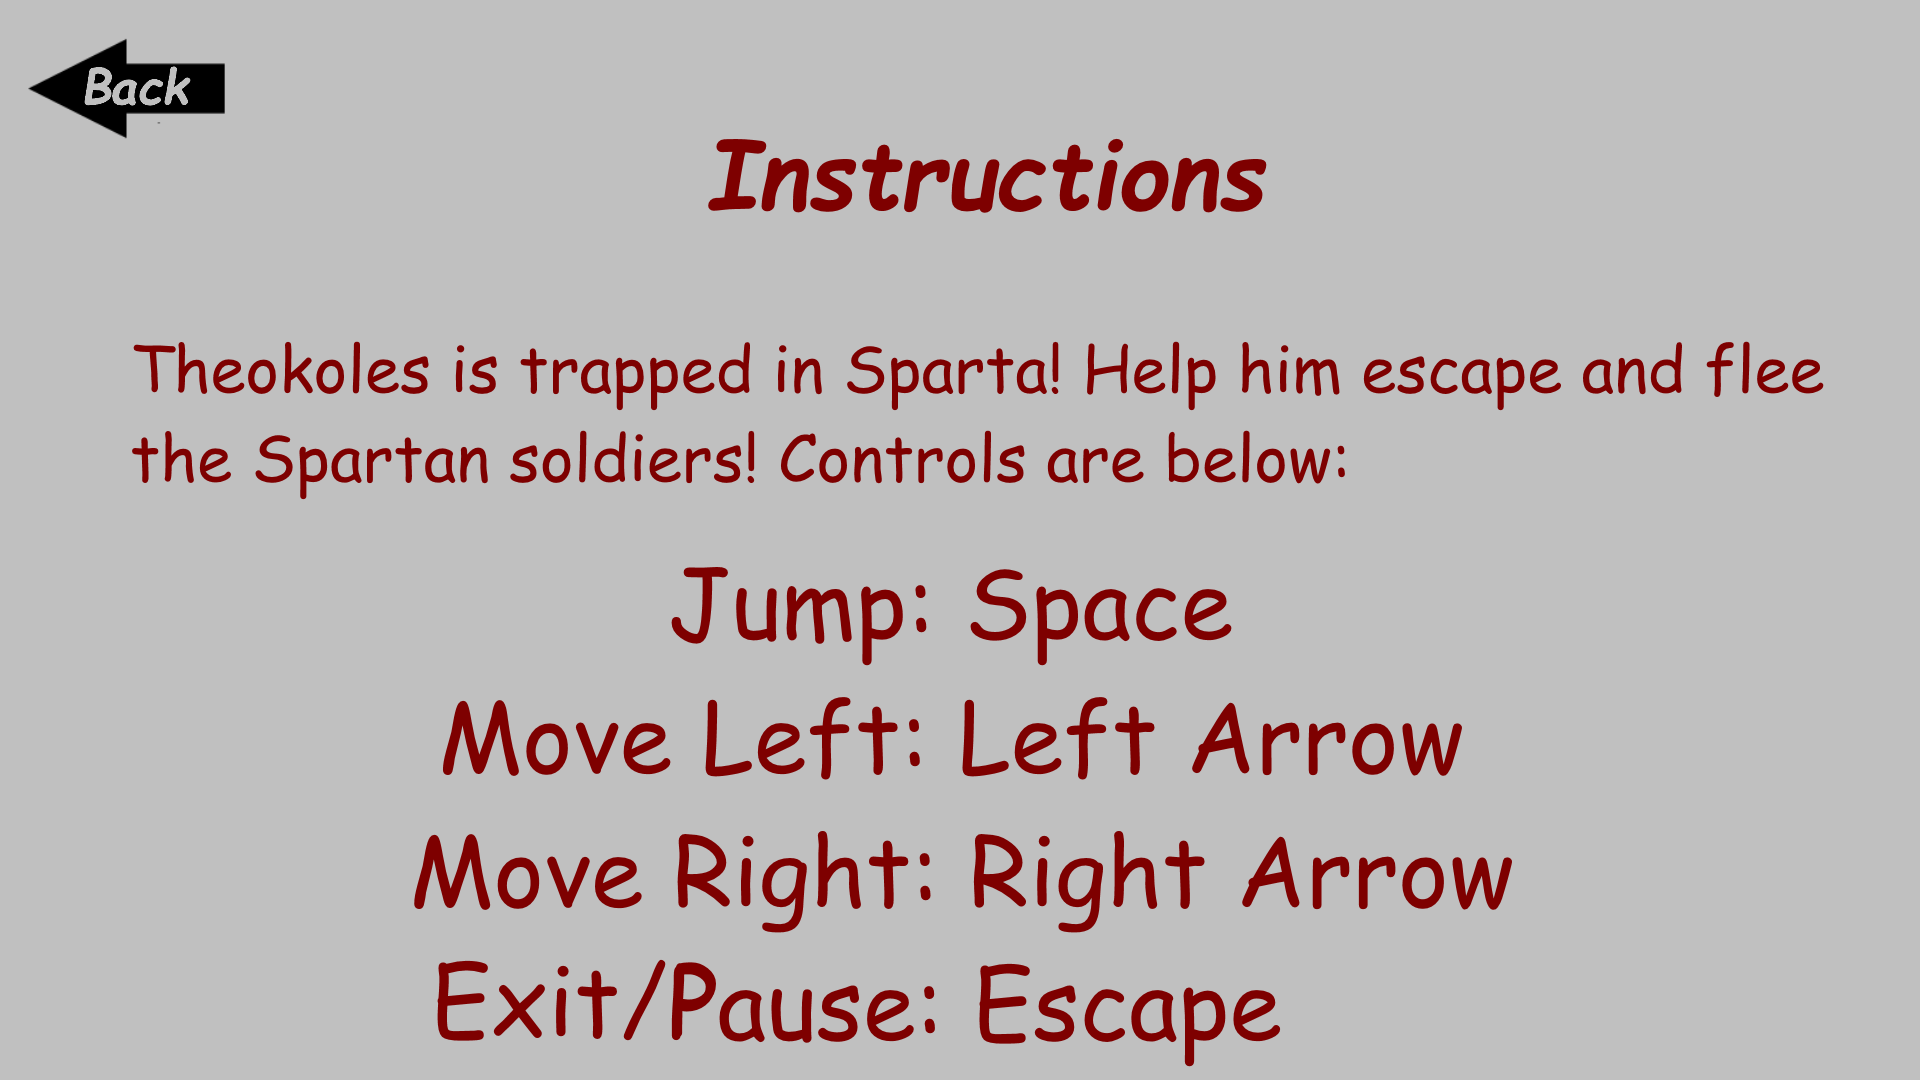 Back
Instructions
Theokoles is trapped in Sparta! Help him escape and flee
the Spartan soldiers! Controls are below:
Jump: Space
Move Left: Left Arrow
Move Right: Right Arrow
Exit/Pause: Escape